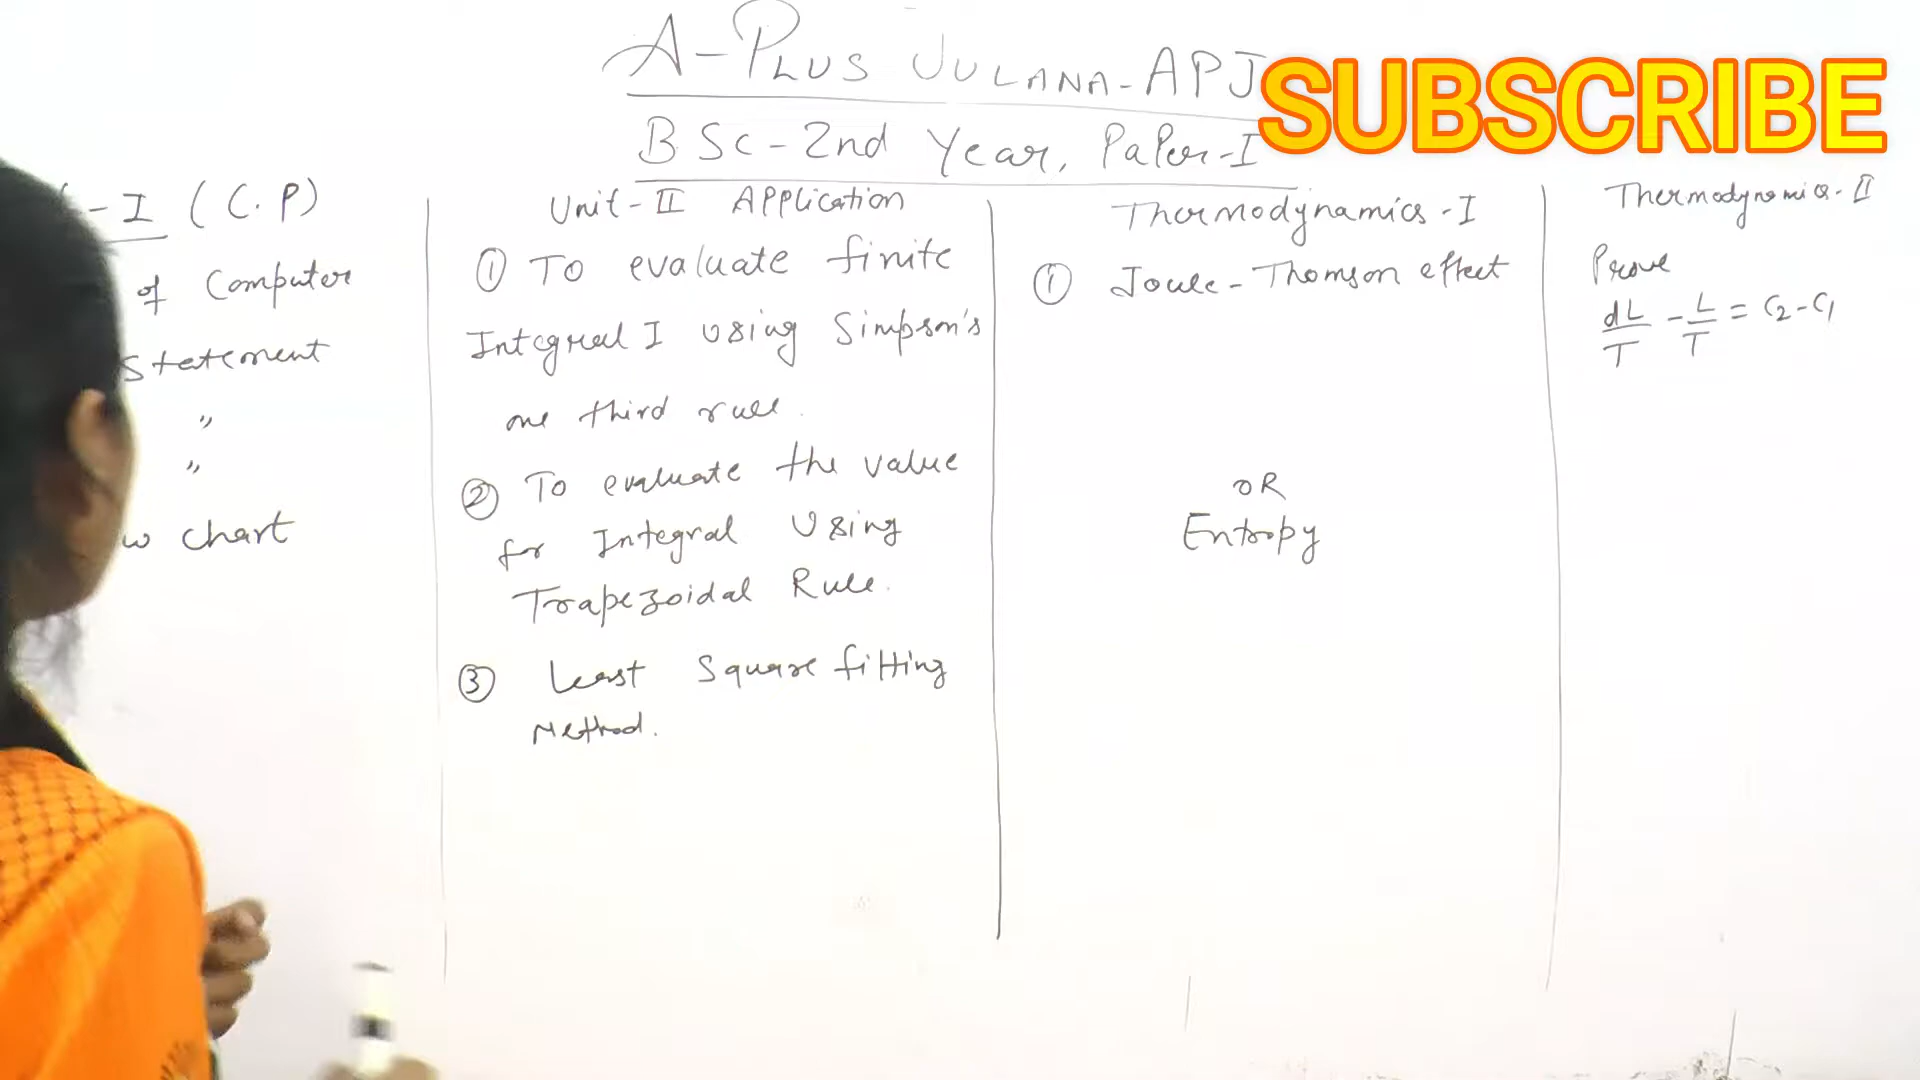 A-PLUS JULANA-APJ
SUBSCRIBE
BSc-2nd Year, Paper-I
-I (C.P)
of Computer
Statement
"
"
w chart
Unit-II Application
① To evaluate finite
Integral I using Simpson's
one third rule.
② To evaluate the value
for Integral Using
Trapezoidal Rule.
③ Least Square fitting
Method.
Thermodynamics-I
① Joule-Thomson effect
OR
Entropy
Thermodynamics-II
Prove
dL/T - L/T = C2-C1